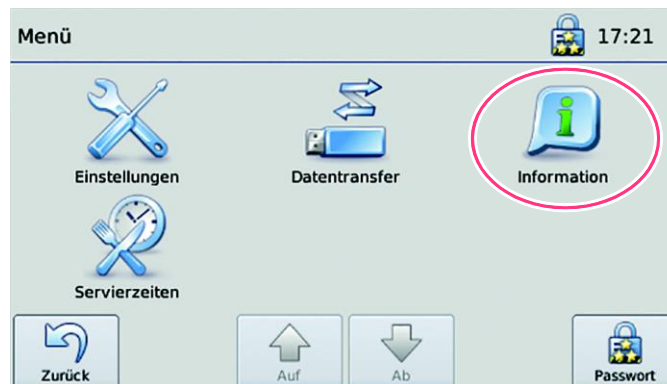 Menü
17:21
Einstellungen
Datentransfer
Information
Servierzeiten
Zurück
Auf
Ab
Passwort